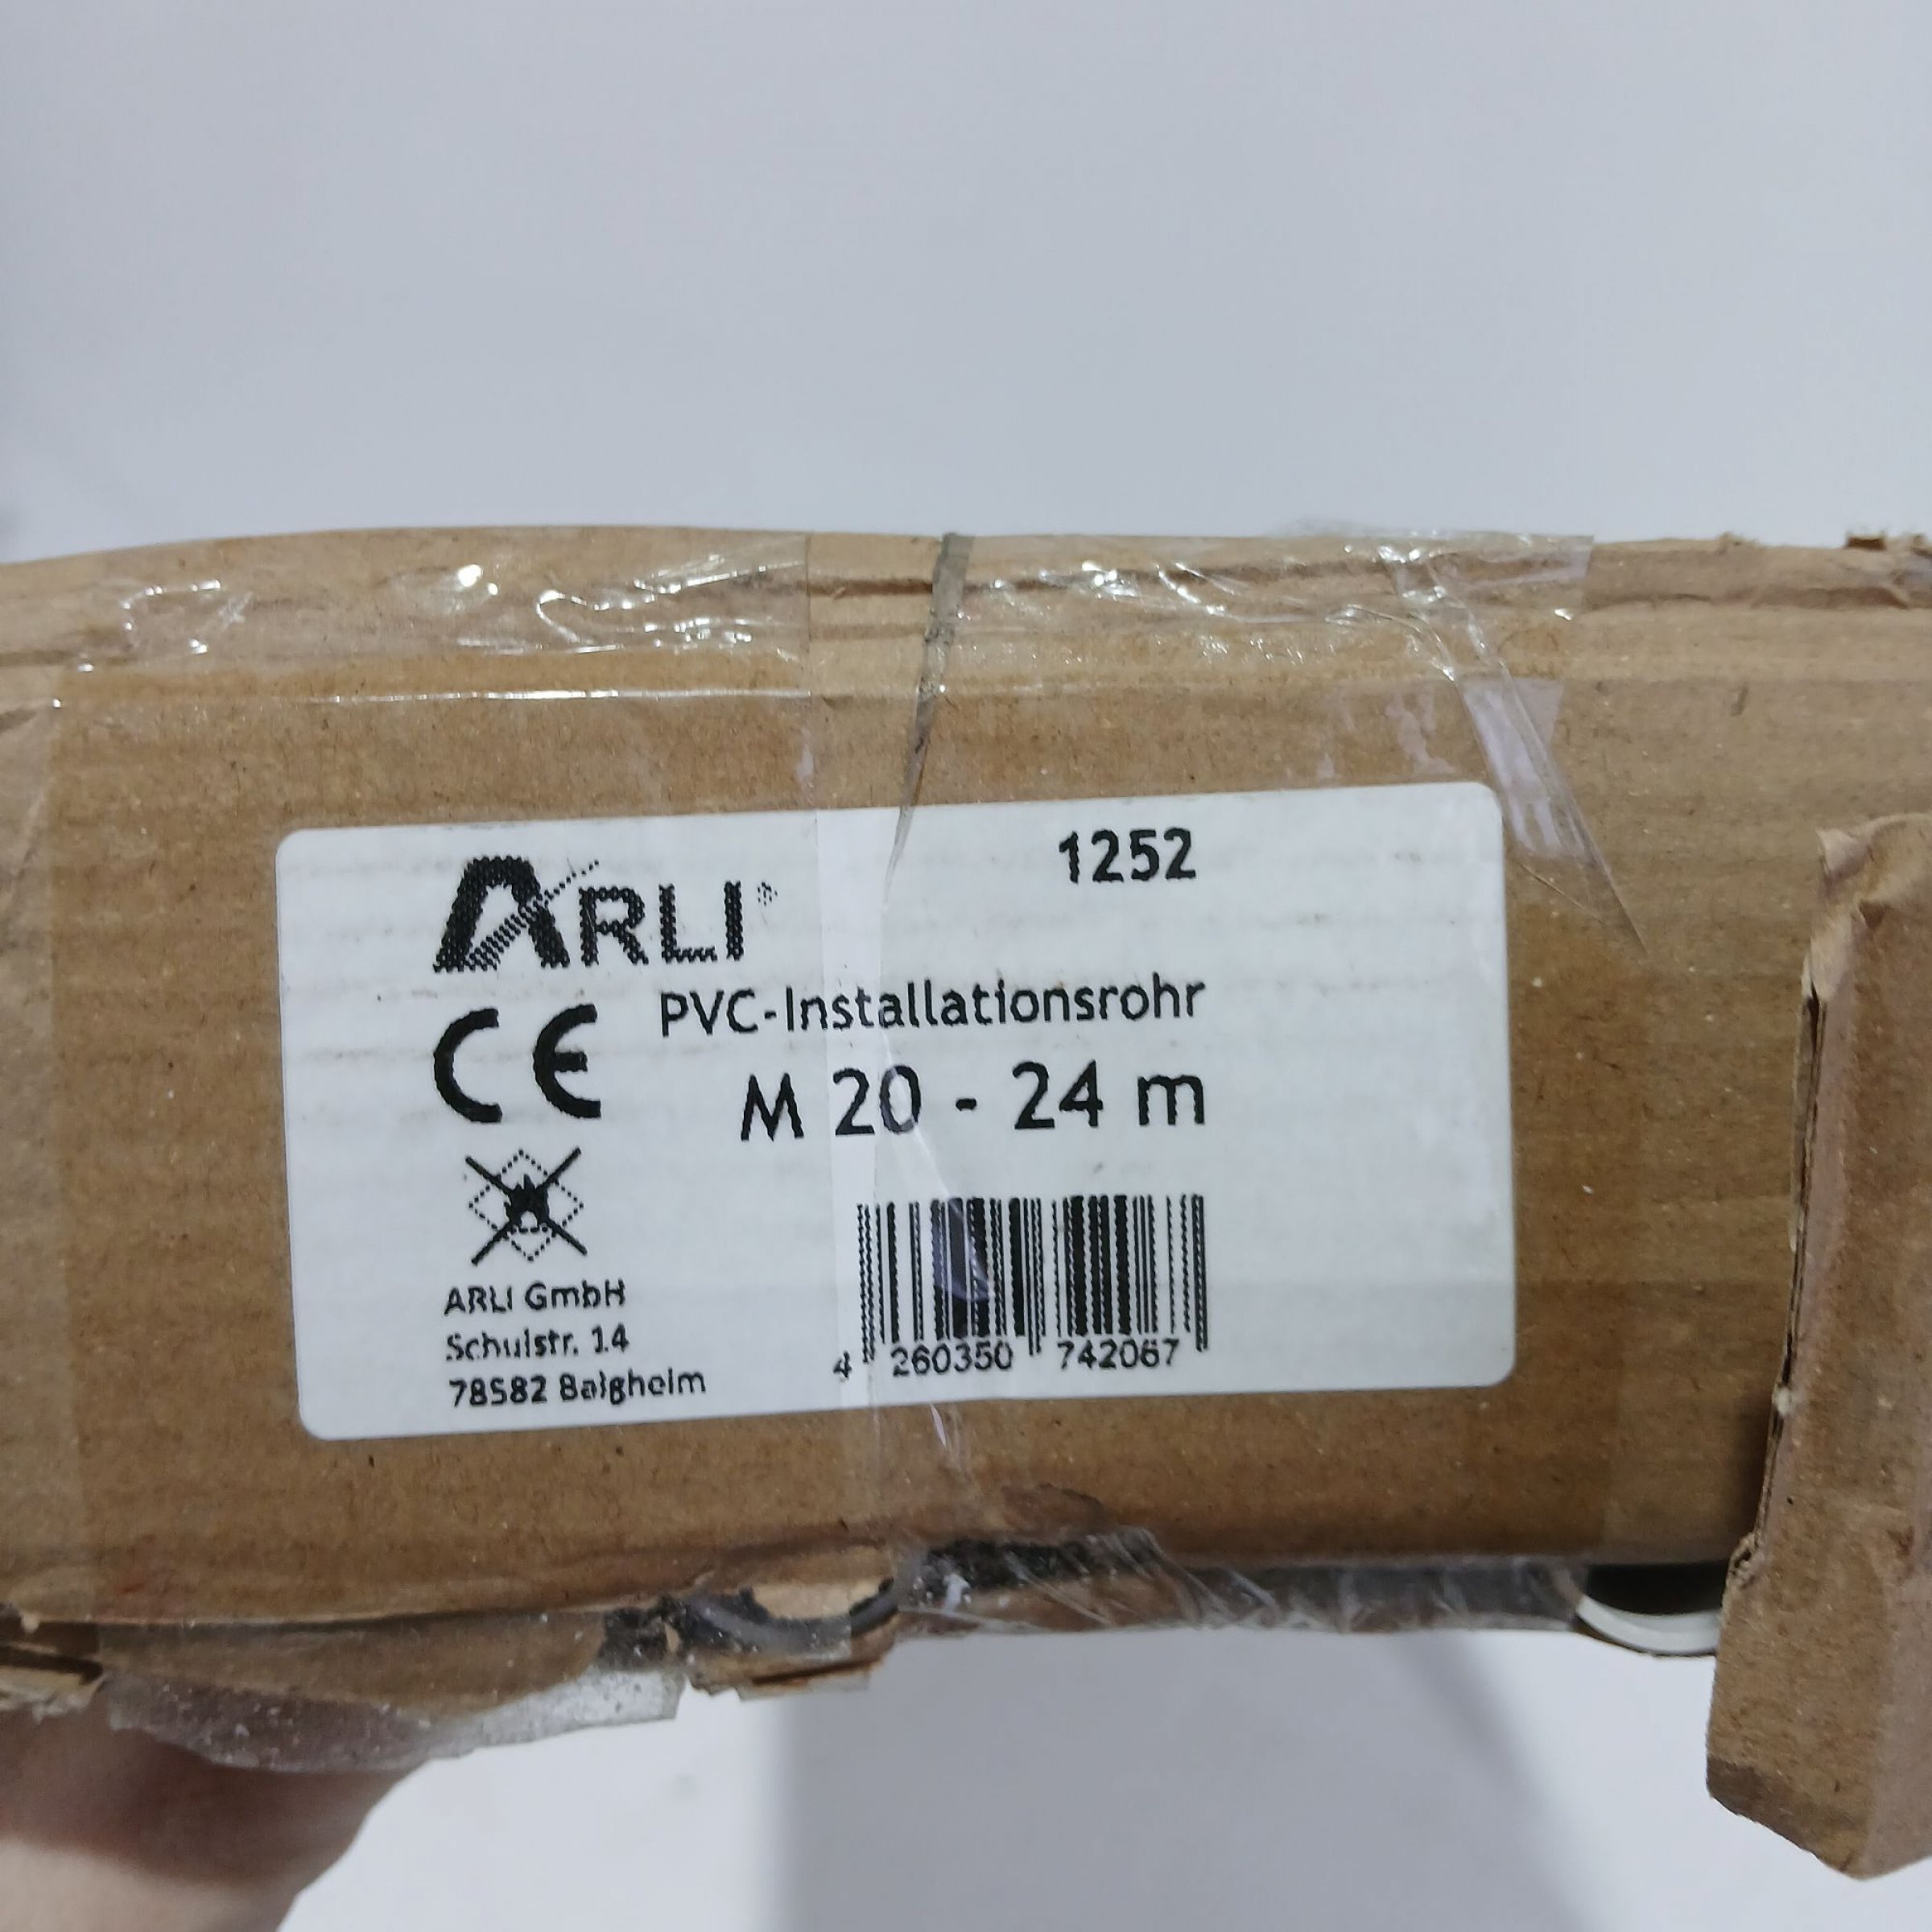 ARLI®
1252
CE
PVC-Installationsrohr
M 20 - 24 m
ARLI GmbH
Schulstr. 14
78582 Balgheim
4 260350 742067